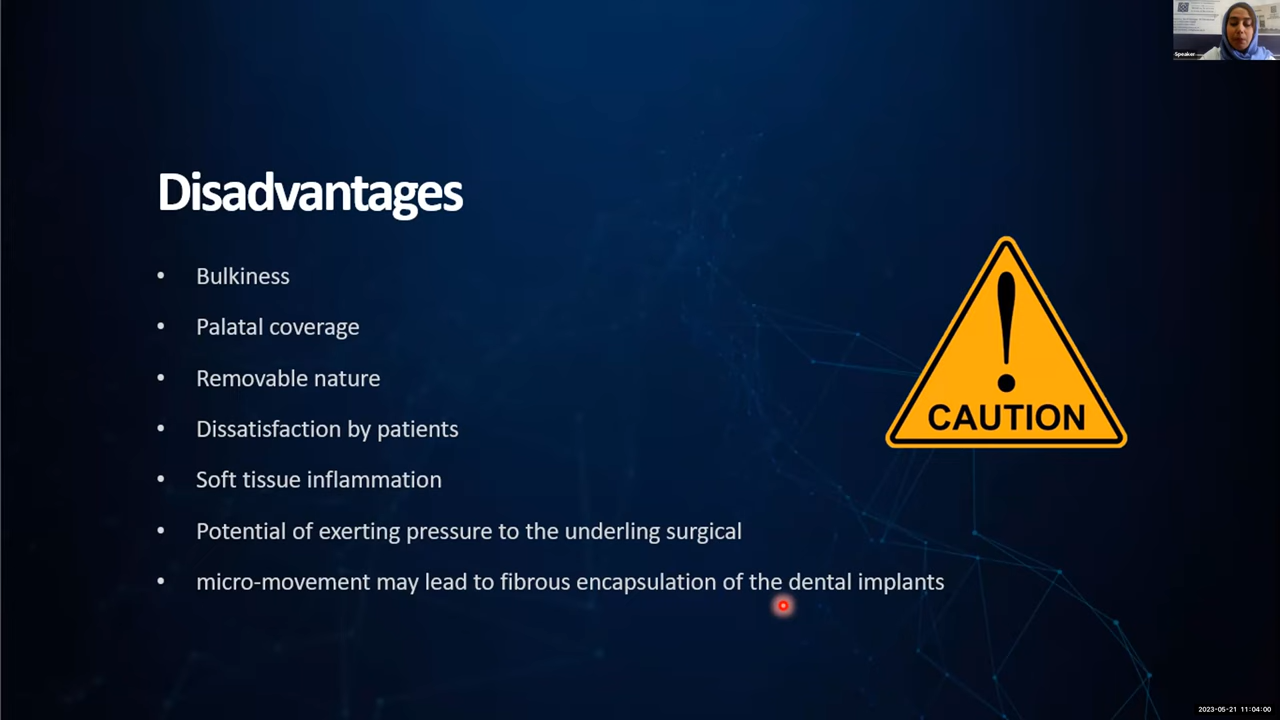 Speaker
Disadvantages
• Bulkiness
• Palatal coverage
• Removable nature
• Dissatisfaction by patients
• Soft tissue inflammation
• Potential of exerting pressure to the underling surgical
• micro-movement may lead to fibrous encapsulation of the dental implants
CAUTION
2023-05-21 11:04:00